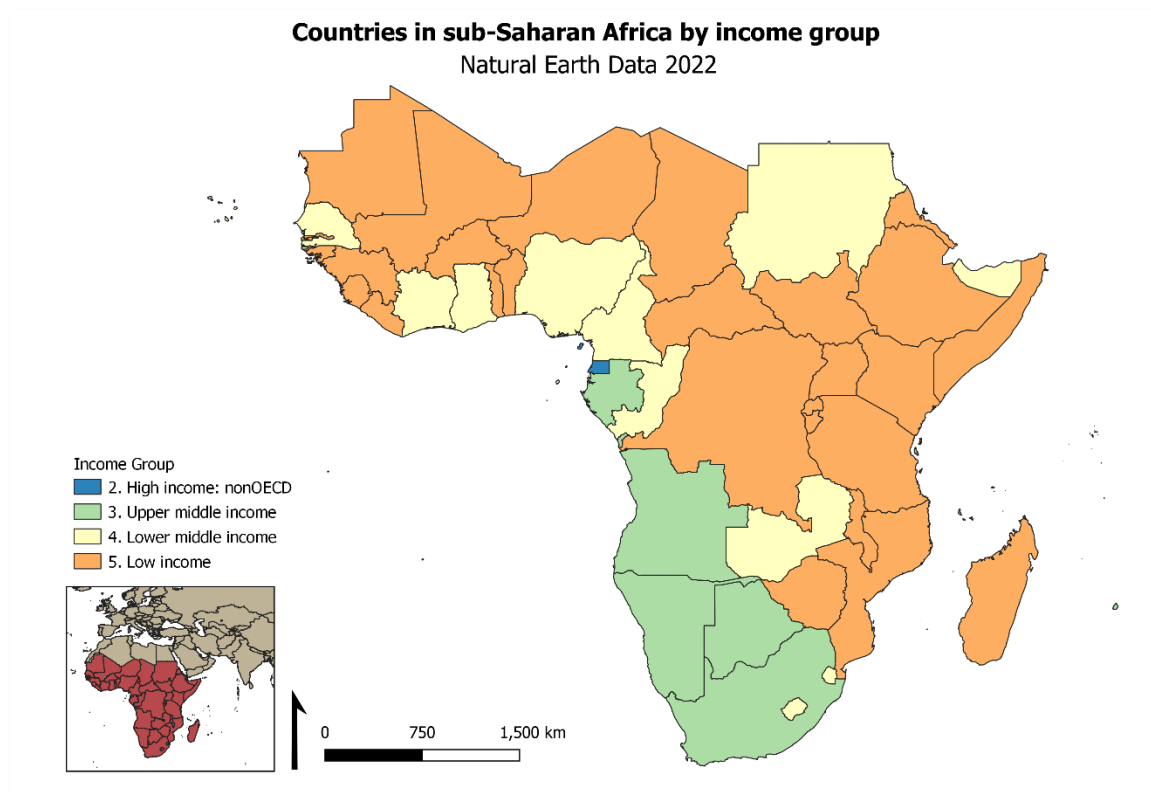 Countries in sub-Saharan Africa by income group
Natural Earth Data 2022
Income Group
2. High income: nonOECD
3. Upper middle income
4. Lower middle income
5. Low income
0 750 1,500 km